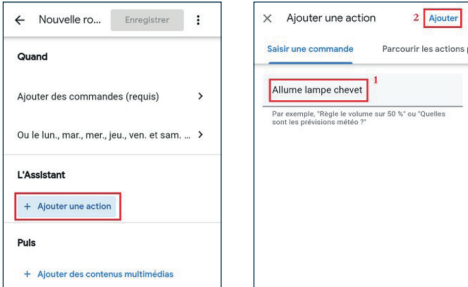 Nouvelle ro... Enregistrer
Quand
Ajouter des commandes (requis)
Ou le lun., mar., mer., jeu., ven. et sam. ...
L'Assistant
+ Ajouter une action
Puis
+ Ajouter des contenus multimédias
Ajouter une action 2 Ajouter
Saisir une commande Parcourir les actions p
1
Allume lampe chevet
Par exemple, "Règle le volume sur 50 %" ou "Quelles
sont les prévisions météo ?"